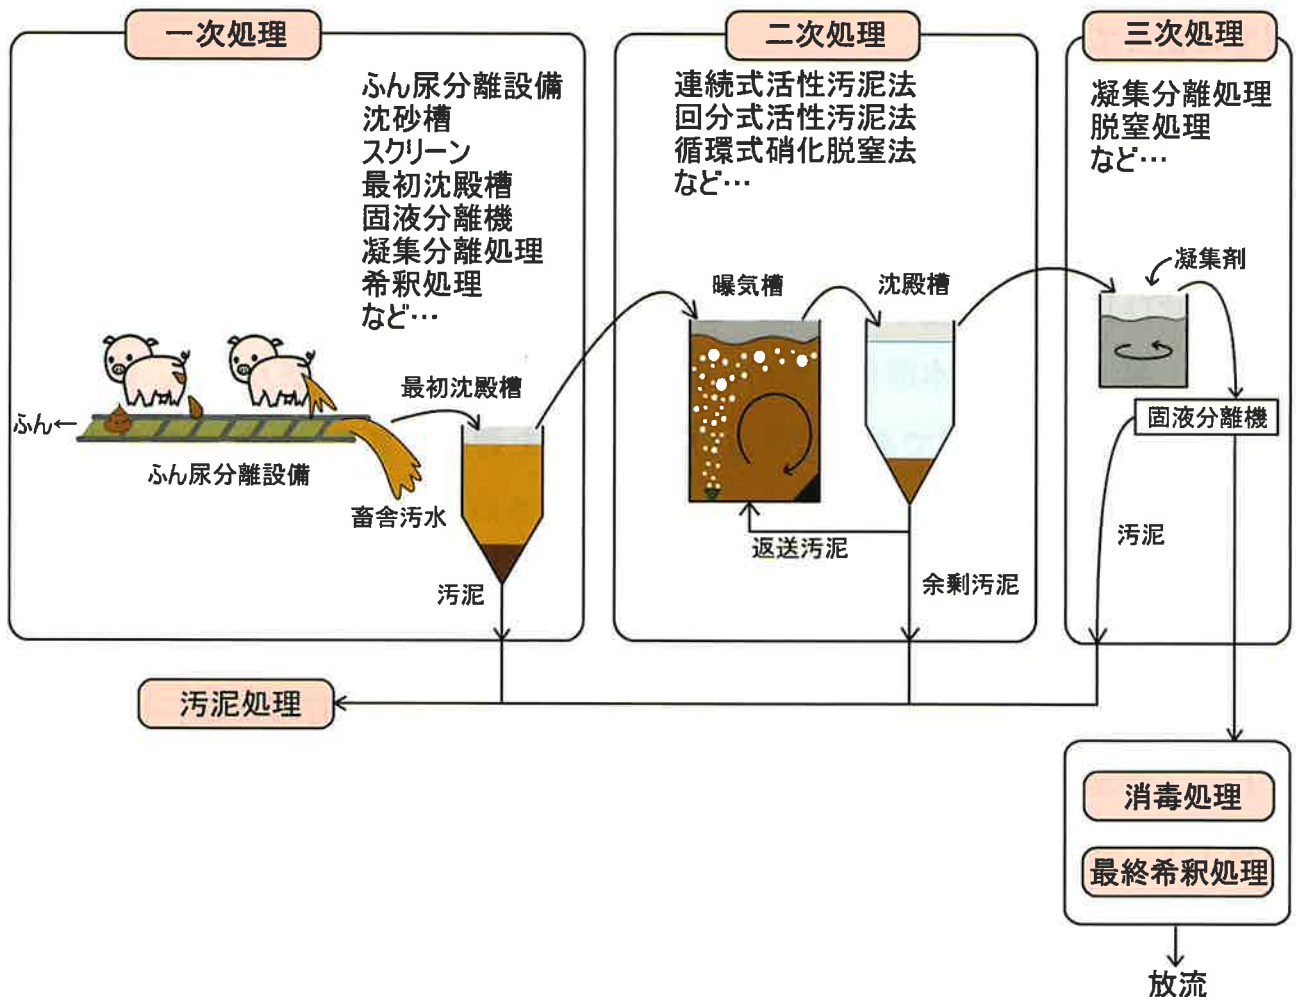 一次処理
ふん尿分離設備
沈砂槽
スクリーン
最初沈殿槽
固液分離機
凝集分離処理
希釈処理
など…
ふん←
ふん尿分離設備
畜舎汚水
最初沈殿槽
汚泥
二次処理
連続式活性汚泥法
回分式活性汚泥法
循環式硝化脱窒法
など…
曝気槽
沈殿槽
返送汚泥
余剰汚泥
三次処理
凝集分離処理
脱窒処理
など…
凝集剤
固液分離機
汚泥
汚泥処理
消毒処理
最終希釈処理
放流